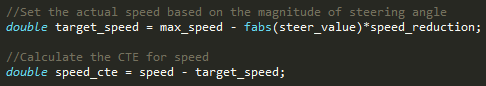 //Set the actual speed based on the magnitude of steering angle
double target_speed = max_speed - fabs(steer_value)*speed_reduction;
//Calculate the CTE for speed
double speed_cte = speed - target_speed;